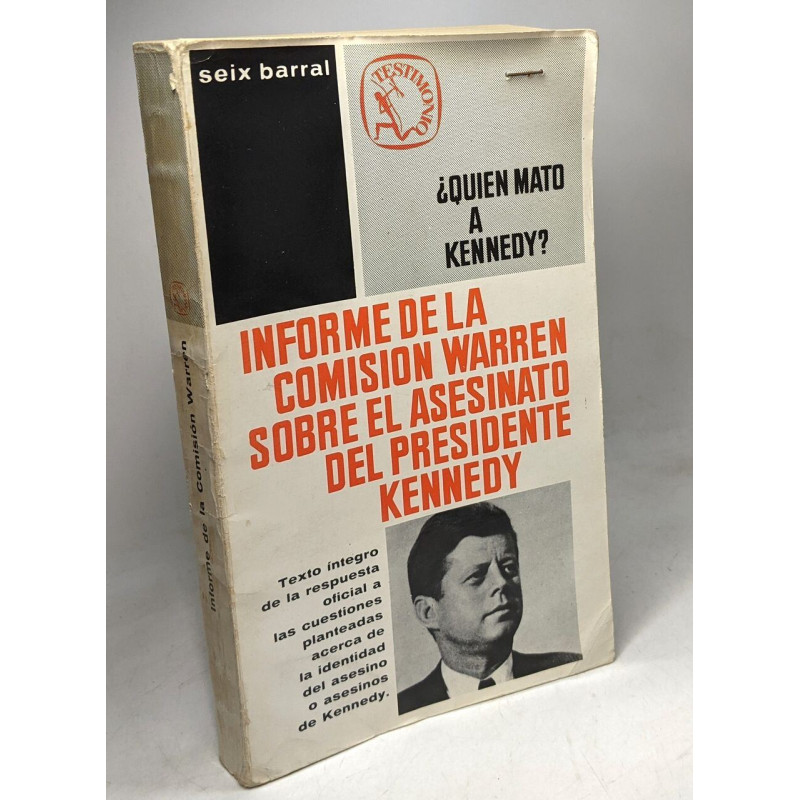 seix barral
TESTIMONIO
¿QUIEN MATO
A
KENNEDY?
INFORME DE LA
COMISION WARREN
SOBRE EL ASESINATO
DEL PRESIDENTE
KENNEDY
Texto íntegro
de la respuesta
oficial a
las cuestiones
planteadas
acerca de
la identidad
del asesino
o asesinos
de Kennedy.
Informe de la Comisión Warren